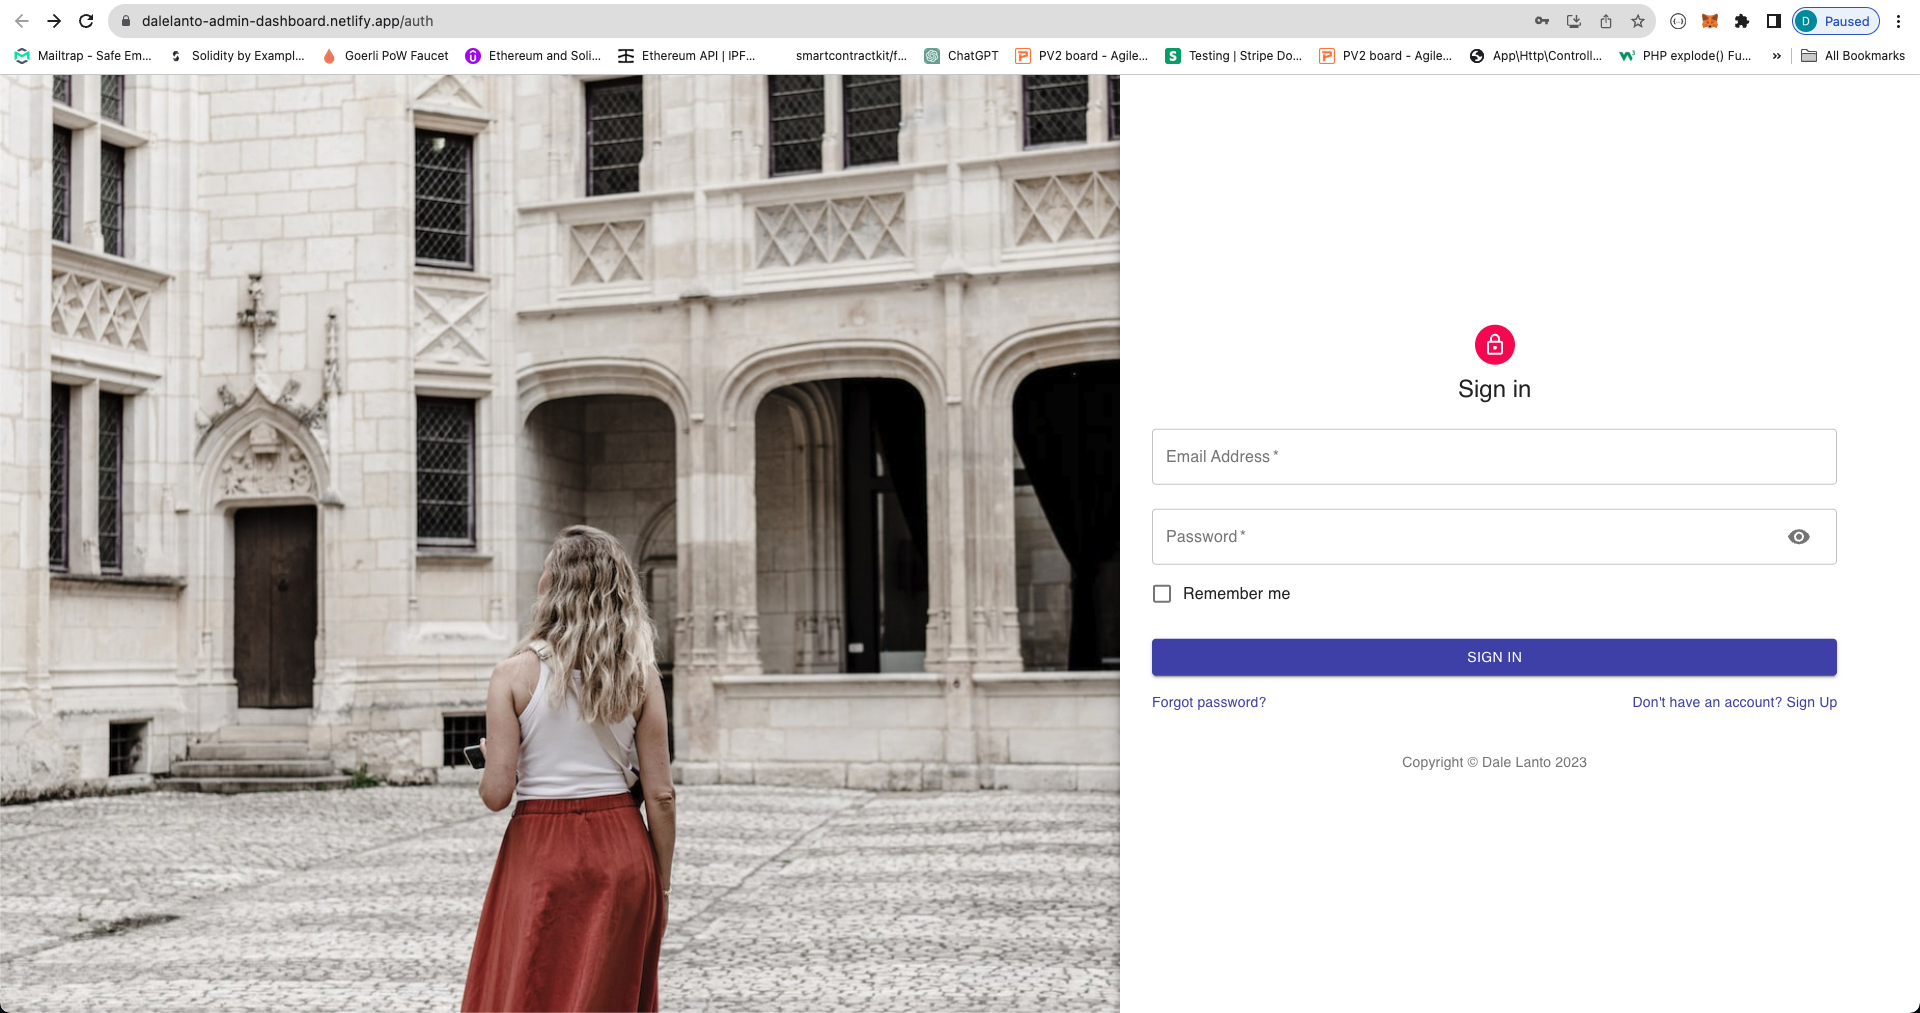 dalelanto-admin-dashboard.netlify.app/auth
D Paused
Mailtrap - Safe Em... Solidity by Exampl... Goerli PoW Faucet Ethereum and Soli... Ethereum API | IPF... smartcontractkit/f... ChatGPT PV2 board - Agile... Testing | Stripe Do... PV2 board - Agile... App\Http\Controll... PHP explode() Fu... » All Bookmarks
Sign in
Email Address *
Password *
Remember me
SIGN IN
Forgot password? Don't have an account? Sign Up
Copyright © Dale Lanto 2023